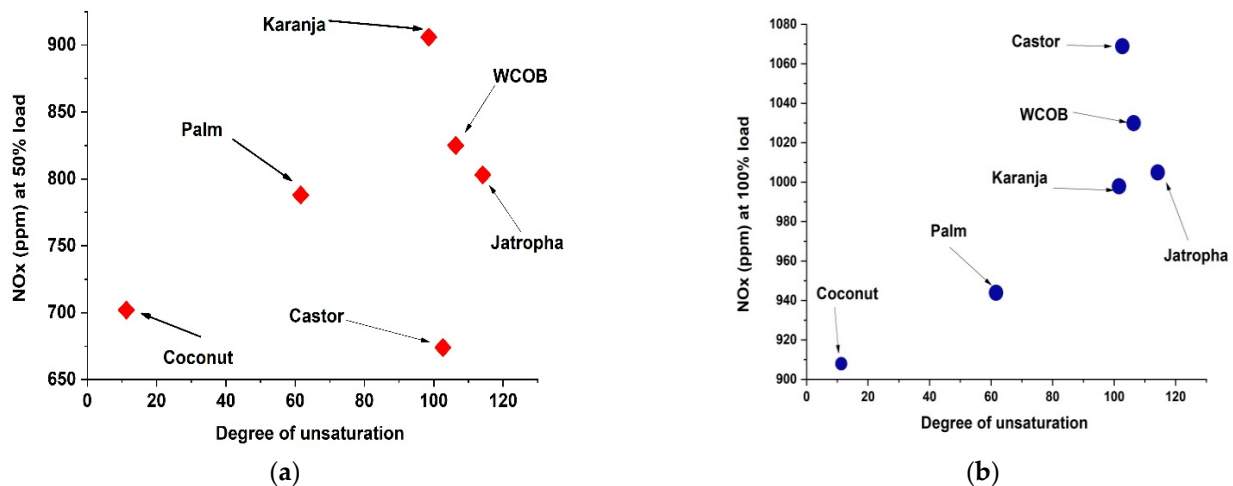 Karanja
900
WCOB
850
Palm
800
750
Jatropha
700
Castor
Coconut
650
0 20 40 60 80 100 120
NOx (ppm) at 50% load
Degree of unsaturation
(a)
1080
Castor
1060
1040
WCOB
1020
1000
Karanja
980
Palm
960
Jatropha
940
Coconut
920
910
900
0 20 40 60 80 100 120
NOx (ppm) at 100% load
Degree of unsaturation
(b)